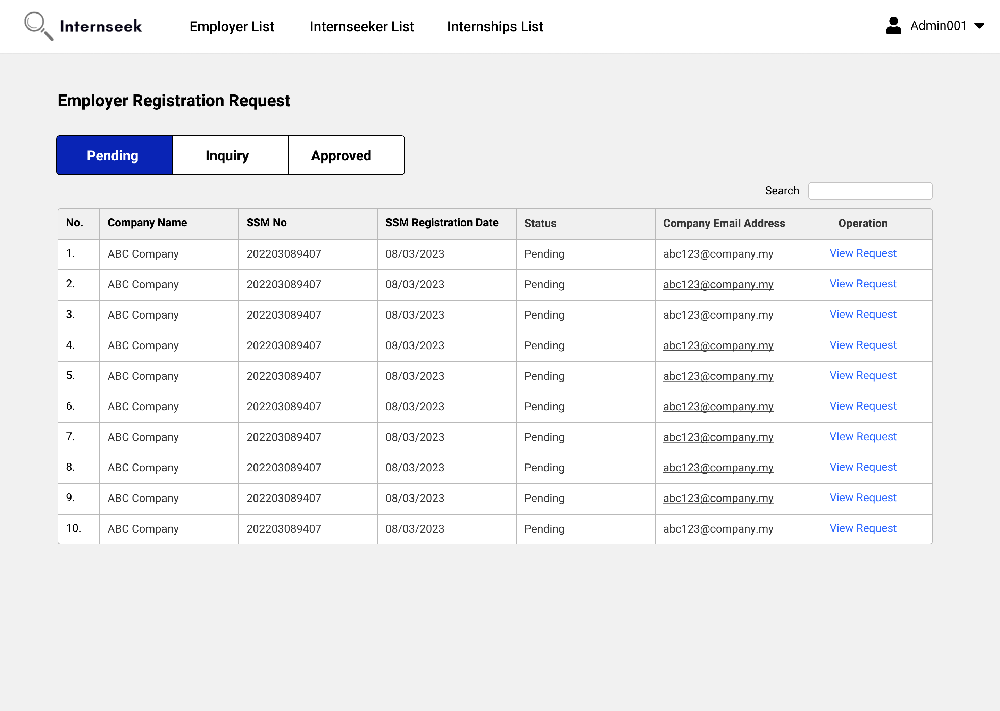 Internseek Employer List Internseeker List Internships List Admin001
Employer Registration Request
Pending Inquiry Approved
Search
No. Company Name SSM No SSM Registration Date Status Company Email Address Operation
1. ABC Company 202203089407 08/03/2023 Pending abc123@company.my View Request
2. ABC Company 202203089407 08/03/2023 Pending abc123@company.my View Request
3. ABC Company 202203089407 08/03/2023 Pending abc123@company.my View Request
4. ABC Company 202203089407 08/03/2023 Pending abc123@company.my View Request
5. ABC Company 202203089407 08/03/2023 Pending abc123@company.my View Request
6. ABC Company 202203089407 08/03/2023 Pending abc123@company.my View Request
7. ABC Company 202203089407 08/03/2023 Pending abc123@company.my VIew Request
8. ABC Company 202203089407 08/03/2023 Pending abc123@company.my View Request
9. ABC Company 202203089407 08/03/2023 Pending abc123@company.my View Request
10. ABC Company 202203089407 08/03/2023 Pending abc123@company.my View Request